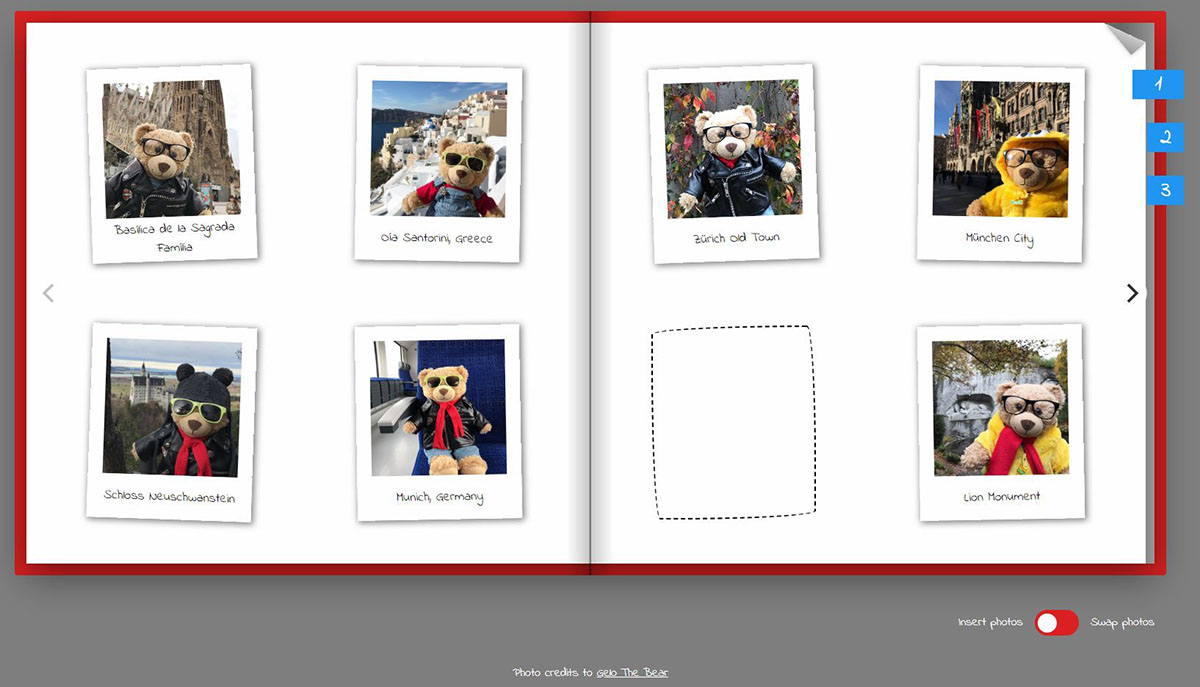 Basilica de la Sagrada
Familia
Oia Santorini, Greece
Zürich Old Town
München City
1
2
3
Schloss Neuschwanstein
Munich, Germany
Lion Monument
Insert photos
Swap photos
Photo credits to Gelo The Bear